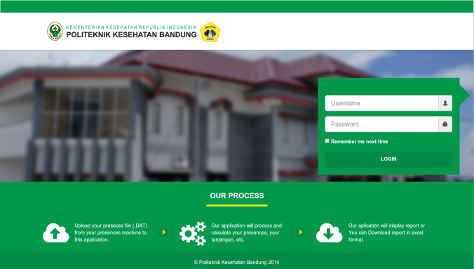 KEMENTERIAN KESEHATAN REPUBLIK INDONESIA
POLITEKNIK KESEHATAN BANDUNG
Username
Password
Remember me next time
LOGIN
OUR PROCESS
Upload your presence file (.DAT)
from your presences machine to
this application.
Our application will process and
calculate your presences, your
tunjangan, etc.
Our aplication will display report or
You can Download report in excel
format.
© Politeknik Kesehatan Bandung 2014